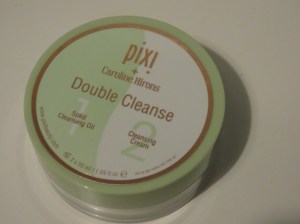 pixi
+
Caroline Hirons
Double Cleanse
1
Solid
Cleansing Oil
2
Cleansing
Cream